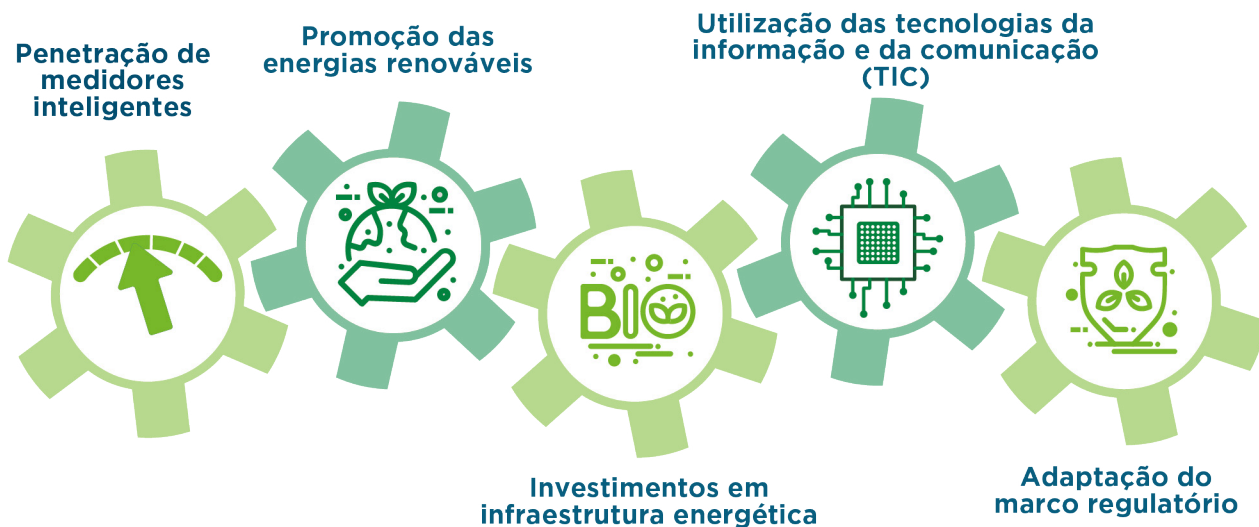 Penetração de
medidores
inteligentes
Promoção das
energias renováveis
Utilização das tecnologias da
informação e da comunicação
(TIC)
BIO
Investimentos em
infraestrutura energética
Adaptação do
marco regulatório